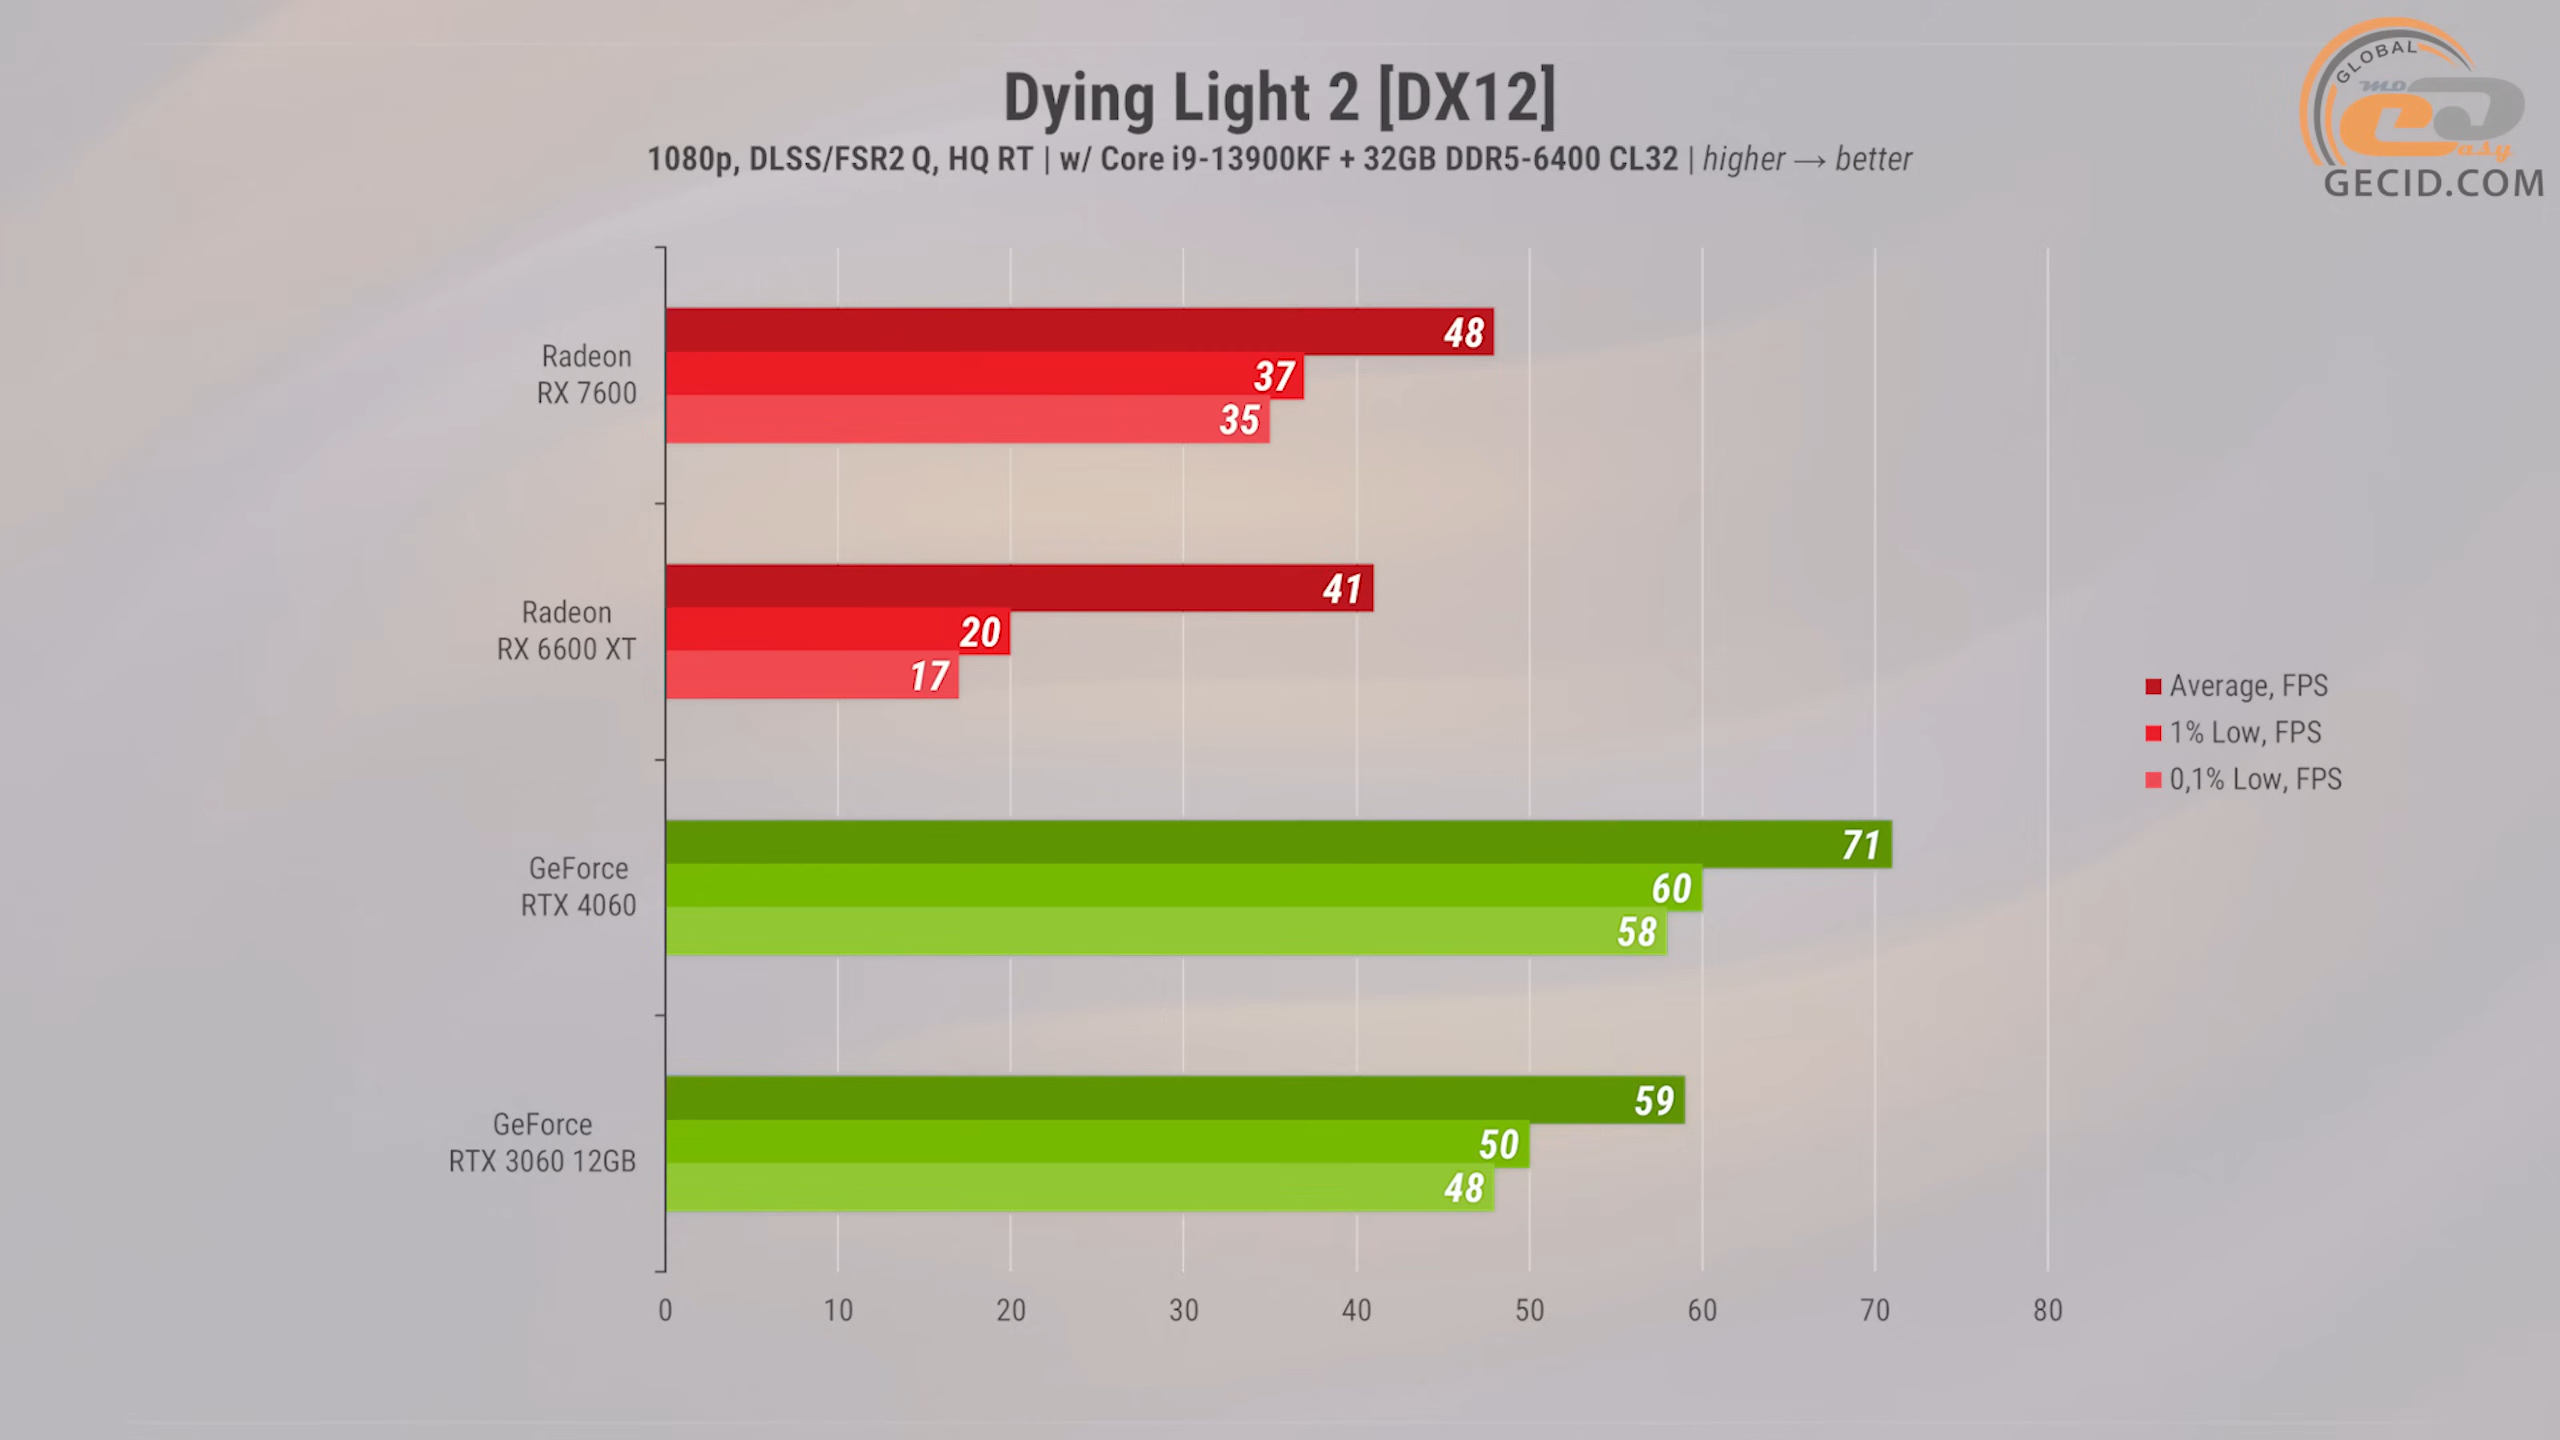 Dying Light 2 [DX12]
1080p, DLSS/FSR2 Q, HQ RT | w/ Core i9-13900KF + 32GB DDR5-6400 CL32 | higher → better
GLOBAL
GECID.COM
Radeon
RX 7600
48
37
35
Radeon
RX 6600 XT
41
20
17
GeForce
RTX 4060
71
60
58
GeForce
RTX 3060 12GB
59
50
48
Average, FPS
1% Low, FPS
0,1% Low, FPS
0 10 20 30 40 50 60 70 80